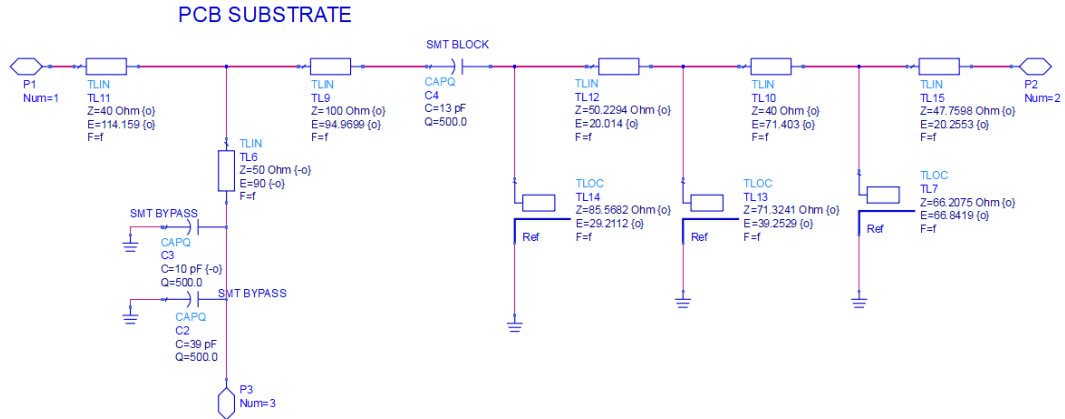 PCB SUBSTRATE
P1
Num=1
TLIN
TL11
Z=40 Ohm {o}
E=114.159 {o}
F=f
TLIN
TL9
Z=100 Ohm {o}
E=94.9699 {o}
F=f
SMT BLOCK
CAPQ
C4
C=13 pF
Q=500.0
TLIN
TL12
Z=50.2294 Ohm {o}
E=20.014 {o}
F=f
TLIN
TL10
Z=40 Ohm {o}
E=71.403 {o}
F=f
TLIN
TL15
Z=47.7598 Ohm {o}
E=20.2553 {o}
F=f
P2
Num=2
TLIN
TL6
Z=50 Ohm {-o}
E=90 {-o}
F=f
SMT BYPASS
CAPQ
C3
C=10 pF {-o}
Q=500.0
SMT BYPASS
CAPQ
C2
C=39 pF
Q=500.0
P3
Num=3
TLOC
TL14
Z=85.5682 Ohm {o}
E=29.2112 {o}
F=f
Ref
TLOC
TL13
Z=71.3241 Ohm {o}
E=39.2529 {o}
F=f
Ref
TLOC
TL7
Z=66.2075 Ohm {o}
E=66.8419 {o}
F=f
Ref